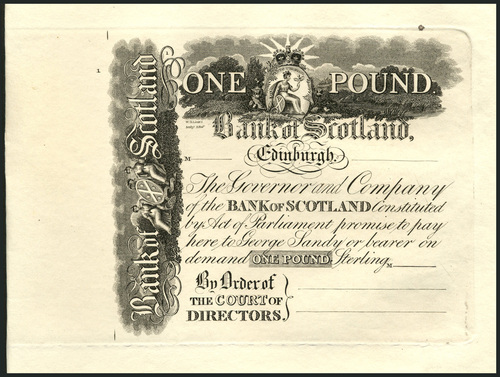 1
1
ONE POUND.
Bank of Scotland,
Edinburgh.
M
The Governor and Company
of the BANK OF SCOTLAND Constituted
by Act of Parliament promise to pay
here to George Sandy or bearer on
demand ONE POUND Sterling M
By Order of
THE COURT OF
DIRECTORS.
Bank of Scotland